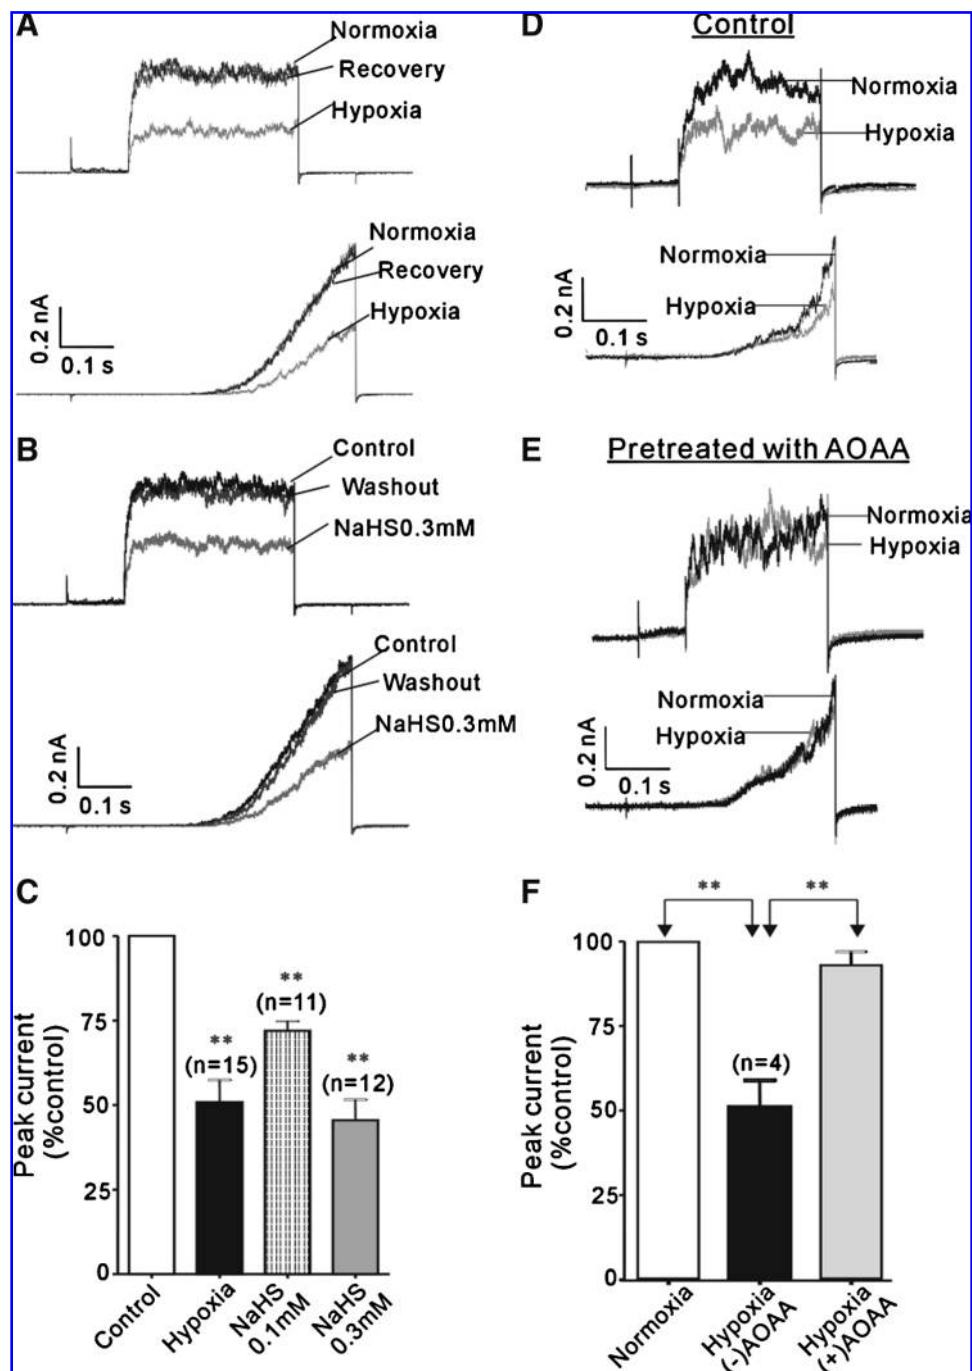 A
Normoxia
Recovery
Hypoxia
Normoxia
Recovery
Hypoxia
0.2 nA
0.1 s
B
Control
Washout
NaHS0.3mM
Control
Washout
NaHS0.3mM
0.2 nA
0.1 s
C
Peak current
(%control)
100
75
50
25
0
**
(n=15)
**
(n=11)
**
(n=12)
Control
Hypoxia
NaHS
0.1mM
NaHS
0.3mM
D
Control
Normoxia
Hypoxia
Normoxia
Hypoxia
0.2 nA
0.1 s
E
Pretreated with AOAA
Normoxia
Hypoxia
Normoxia
Hypoxia
0.2 nA
0.1 s
F
**
**
Peak current
(%control)
100
75
50
25
0
(n=4)
Normoxia
Hypoxia
(-)AOAA
Hypoxia
(+)AOAA